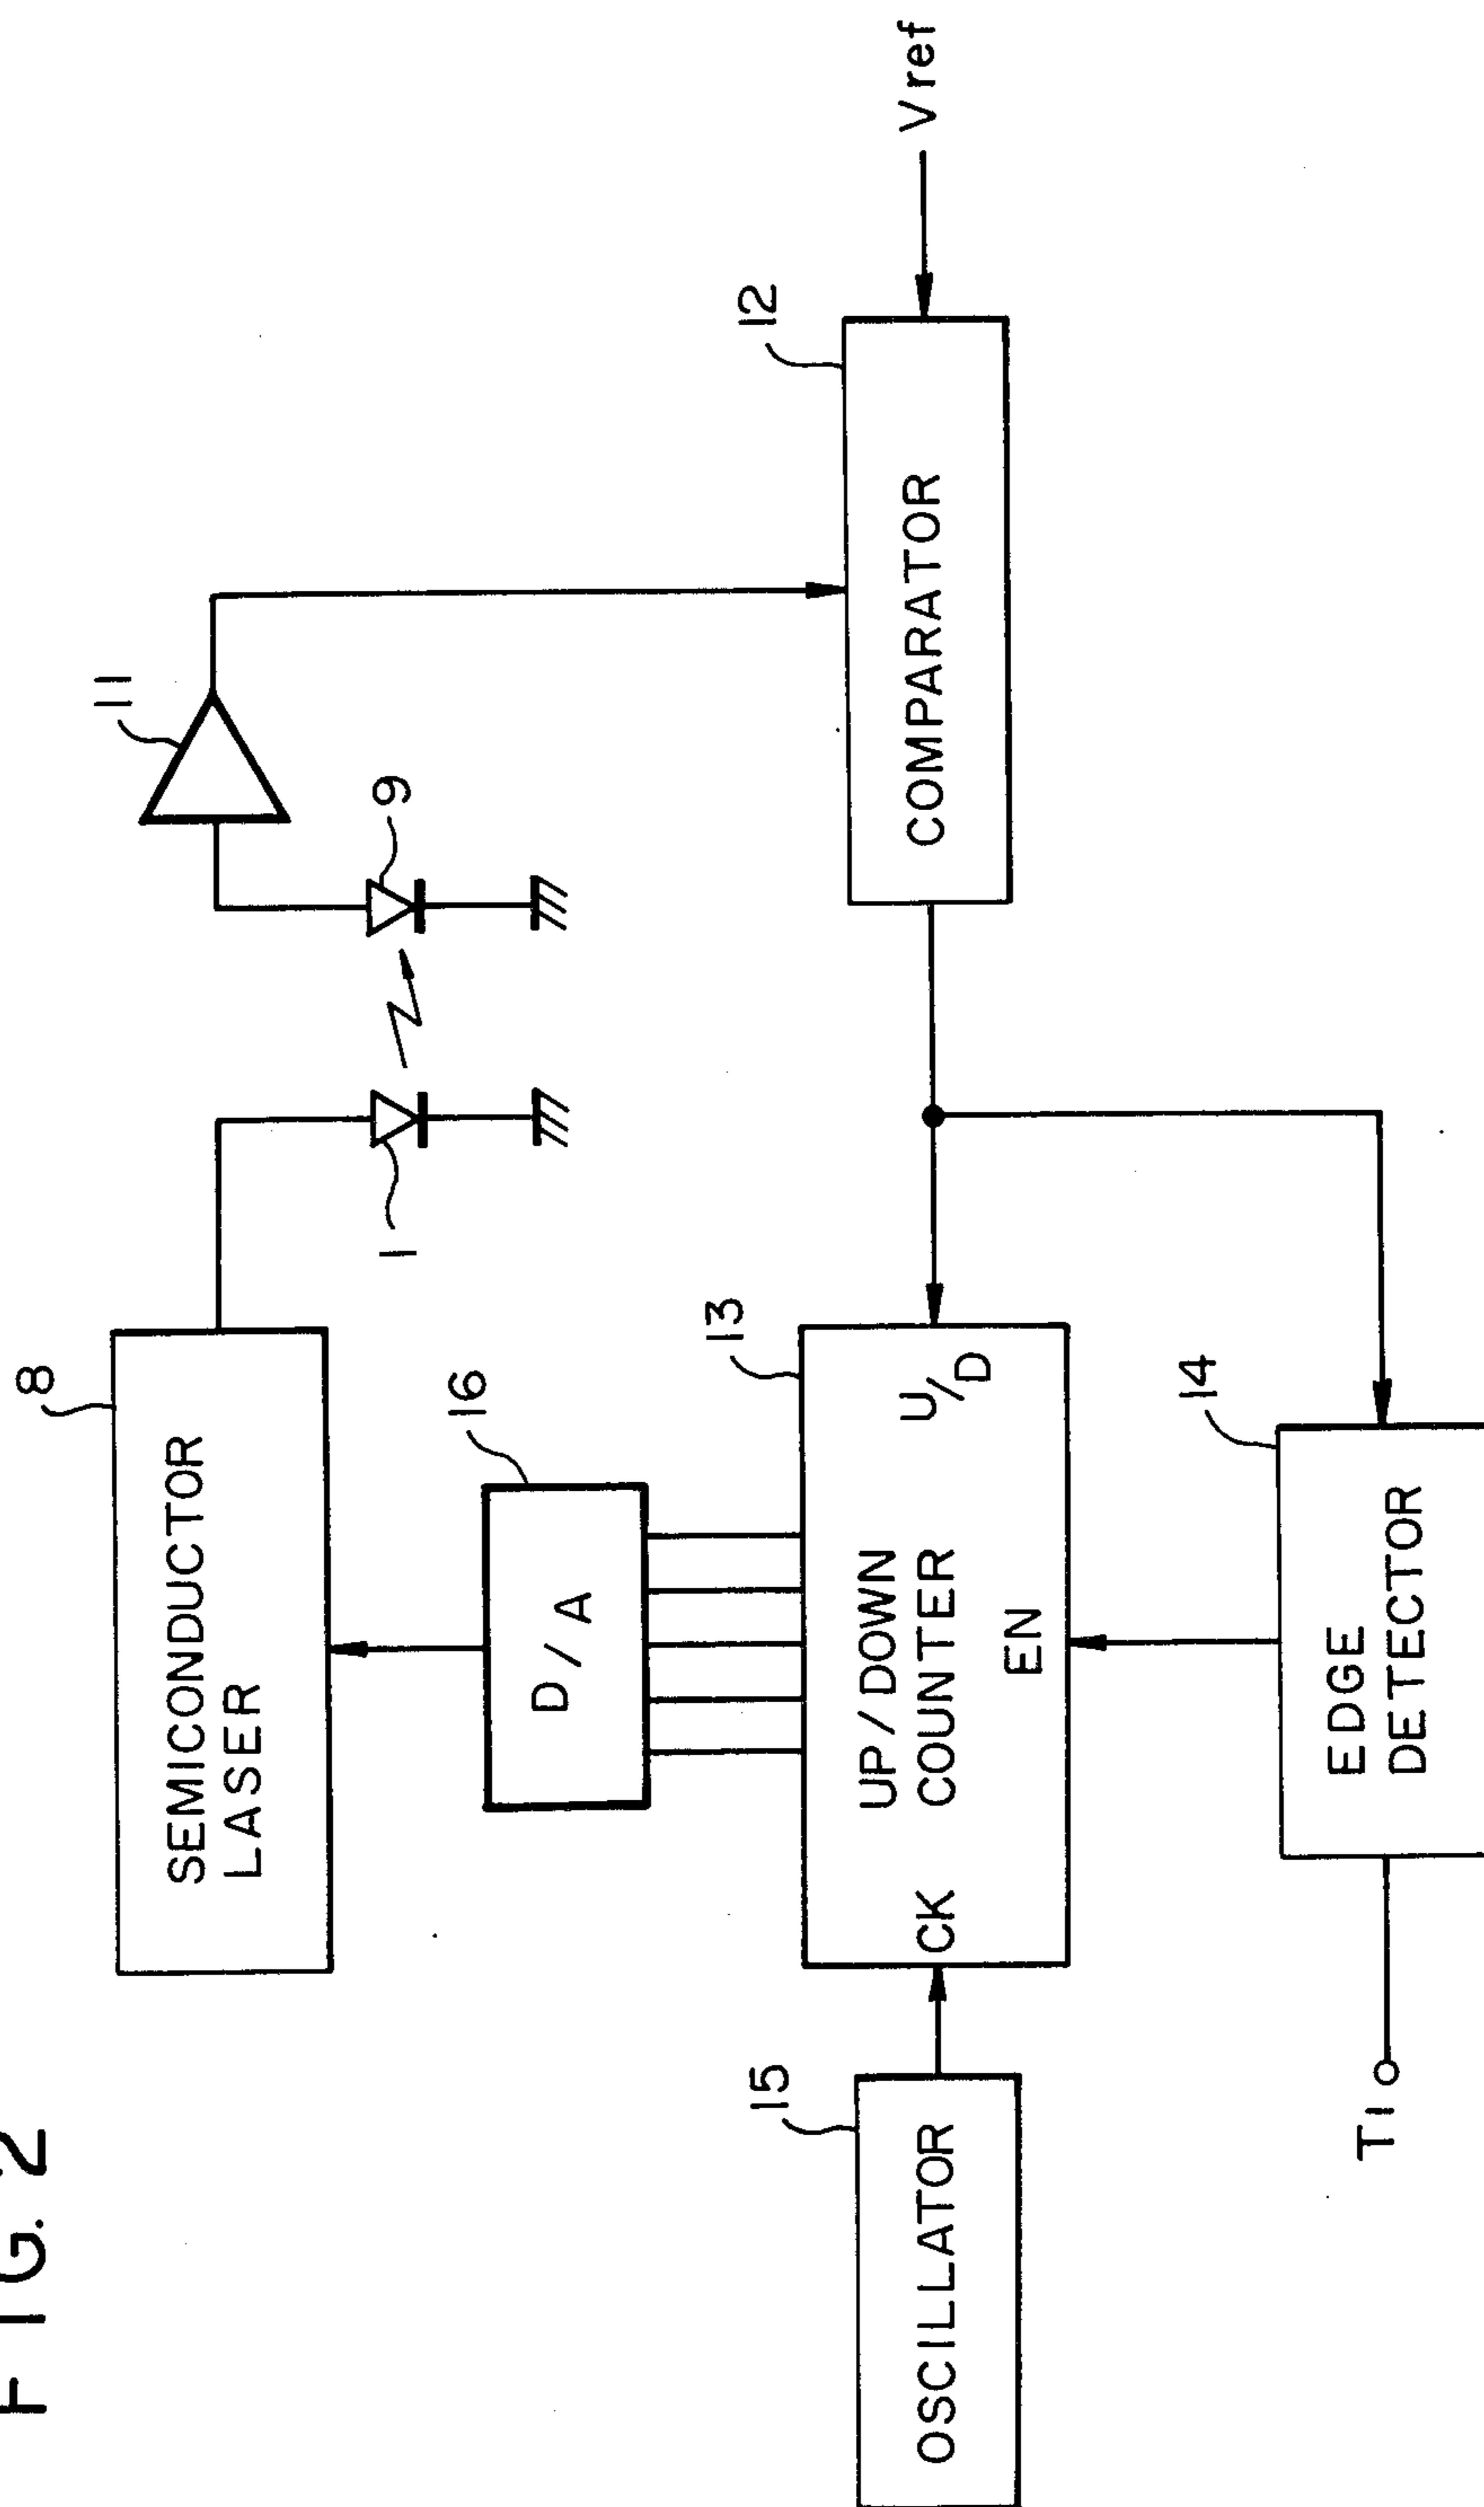 FIG. 2
8
SEMICONDUCTOR
LASER
1
9
11
16
D/A
15
OSCILLATOR
13
CK
UP/DOWN
COUNTER
U/D
EN
12
COMPARATOR
Vref
14
EDGE
DETECTOR
T1